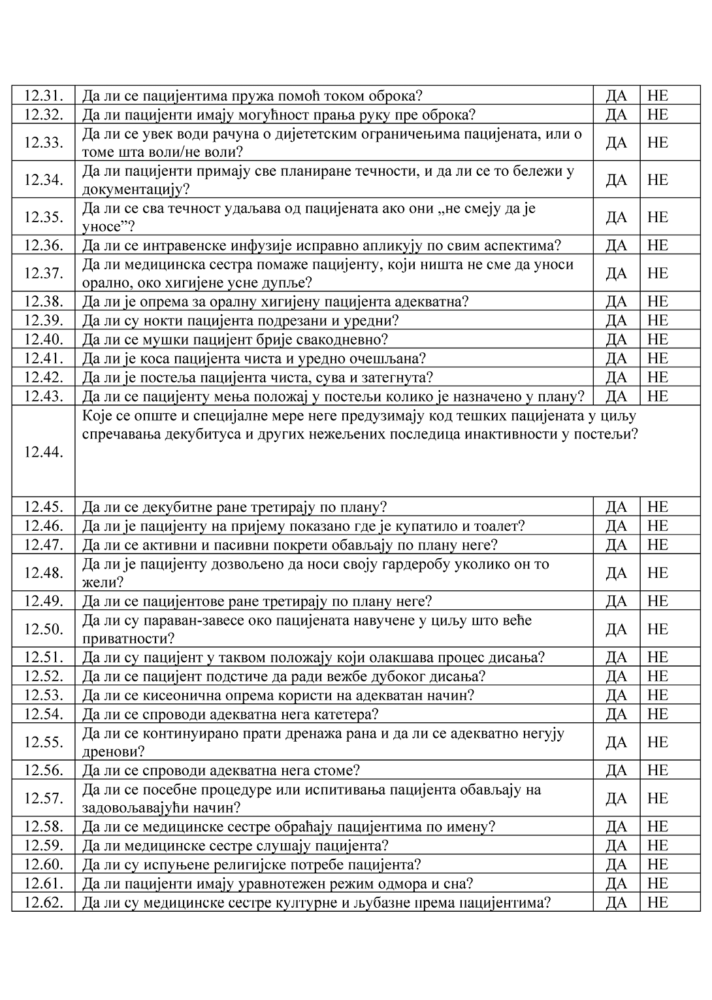 12.31. Да ли се пацијентима пружа помоћ током оброка? ДА НЕ
12.32. Да ли пацијенти имају могућност прања руку пре оброка? ДА НЕ
12.33. Да ли се увек води рачуна о дијететским ограничењима пацијената, или о
томе шта воли/не воли? ДА НЕ
12.34. Да ли пацијенти примају све планиране течности, и да ли се то бележи у
документацију? ДА НЕ
12.35. Да ли се сва течност удаљава од пацијената ако они „не смеју да је
уносе”? ДА НЕ
12.36. Да ли се интравенске инфузије исправно апликују по свим аспектима? ДА НЕ
12.37. Да ли медицинска сестра помаже пацијенту, који ништа не сме да уноси
орално, око хигијене усне дупље? ДА НЕ
12.38. Да ли је опрема за оралну хигијену пацијента адекватна? ДА НЕ
12.39. Да ли су нокти пацијента подрезани и уредни? ДА НЕ
12.40. Да ли се мушки пацијент брије свакодневно? ДА НЕ
12.41. Да ли је коса пацијента чиста и уредно очешљана? ДА НЕ
12.42. Да ли је постеља пацијента чиста, сува и затегнута? ДА НЕ
12.43. Да ли се пацијенту мења положај у постељи колико је назначено у плану? ДА НЕ
12.44. Које се опште и специјалне мере неге предузимају код тешких пацијената у циљу
спречавања декубитуса и других нежељених последица инактивности у постељи?
12.45. Да ли се декубитне ране третирају по плану? ДА НЕ
12.46. Да ли је пацијенту на пријему показано где је купатило и тоалет? ДА НЕ
12.47. Да ли се активни и пасивни покрети обављају по плану неге? ДА НЕ
12.48. Да ли је пацијенту дозвољено да носи своју гардеробу уколико он то
жели? ДА НЕ
12.49. Да ли се пацијентове ране третирају по плану неге? ДА НЕ
12.50. Да ли су параван-завесе око пацијената навучене у циљу што веће
приватности? ДА НЕ
12.51. Да ли су пацијент у таквом положају који олакшава процес дисања? ДА НЕ
12.52. Да ли се пацијент подстиче да ради вежбе дубоког дисања? ДА НЕ
12.53. Да ли се кисеонична опрема користи на адекватан начин? ДА НЕ
12.54. Да ли се спроводи адекватна нега катетера? ДА НЕ
12.55. Да ли се континуирано прати дренажа рана и да ли се адекватно негују
дренови? ДА НЕ
12.56. Да ли се спроводи адекватна нега стоме? ДА НЕ
12.57. Да ли се посебне процедуре или испитивања пацијента обављају на
задовољавајући начин? ДА НЕ
12.58. Да ли се медицинске сестре обраћају пацијентима по имену? ДА НЕ
12.59. Да ли медицинске сестре слушају пацијента? ДА НЕ
12.60. Да ли су испуњене религијске потребе пацијента? ДА НЕ
12.61. Да ли пацијенти имају уравнотежен режим одмора и сна? ДА НЕ
12.62. Да ли су медицинске сестре културне и љубазне према пацијентима? ДА НЕ